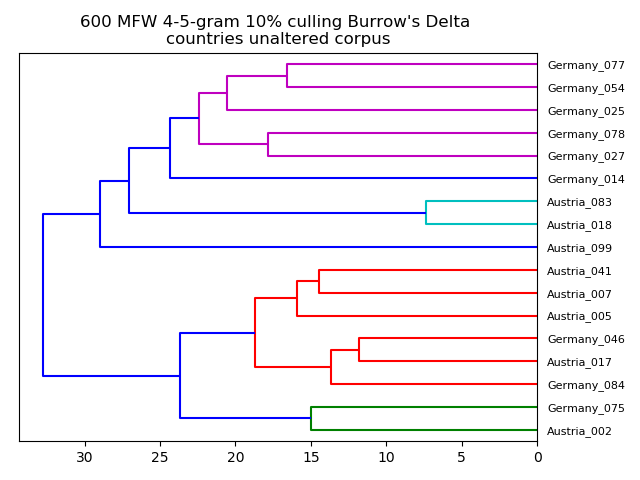 600 MFW 4-5-gram 10% culling Burrow's Delta
countries unaltered corpus
Germany_077
Germany_054
Germany_025
Germany_078
Germany_027
Germany_014
Austria_083
Austria_018
Austria_099
Austria_041
Austria_007
Austria_005
Germany_046
Austria_017
Germany_084
Germany_075
Austria_002
30 25 20 15 10 5 0